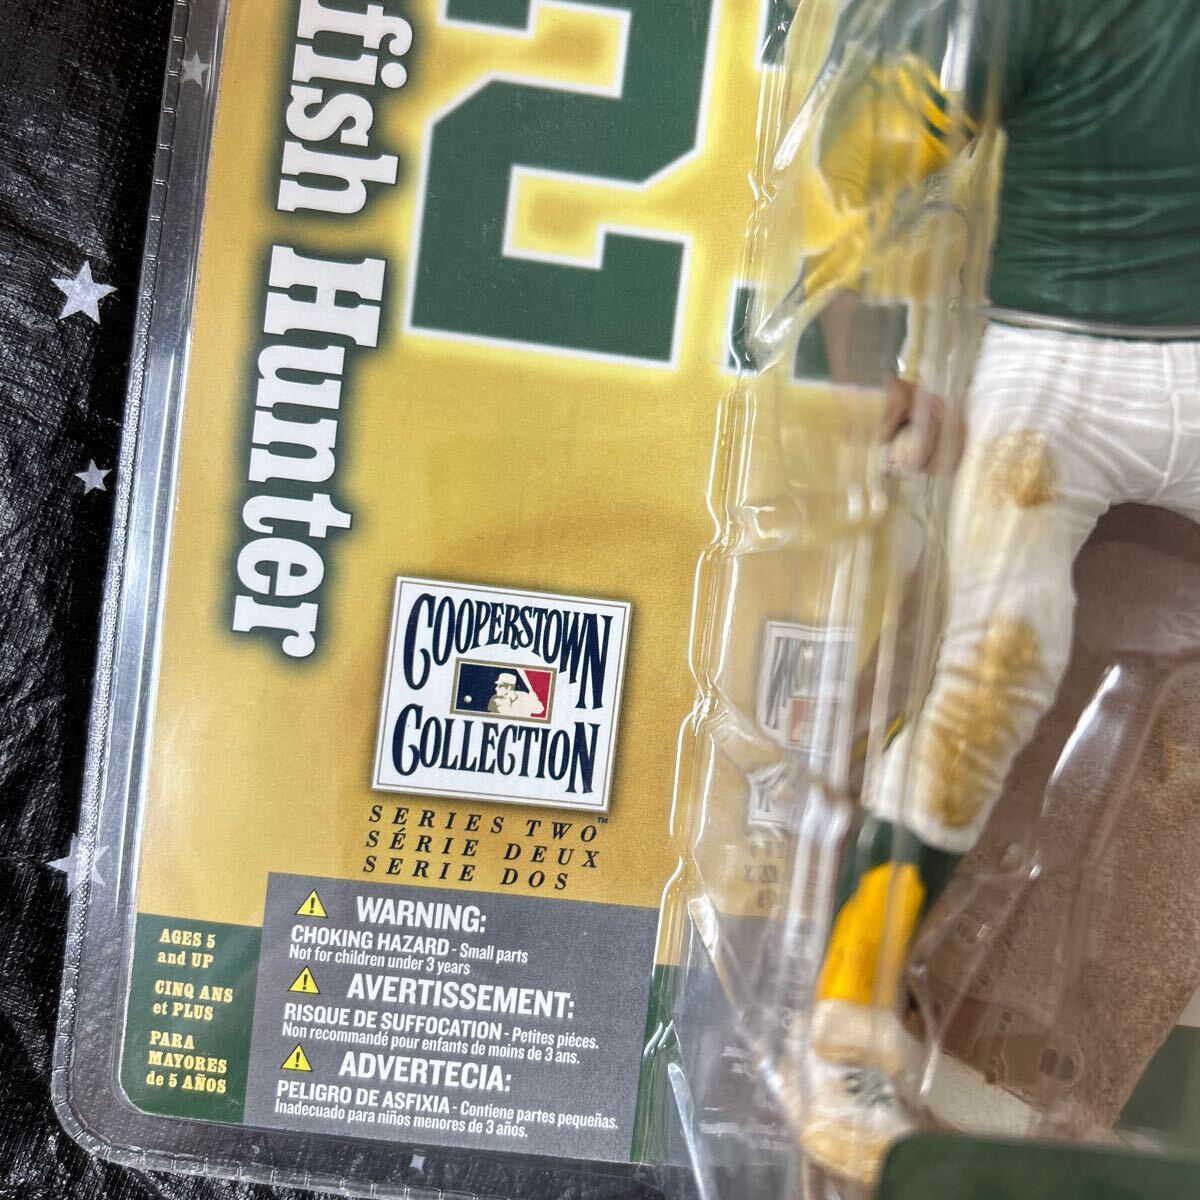 fish Hunter
2
COOPERSTOWN
COLLECTION
SERIES TWO™
SÉRIE DEUX
SERIE DOS
AGES 5
and UP
CINQ ANS
et PLUS
PARA
MAYORES
de 5 AÑOS
WARNING:
CHOKING HAZARD - Small parts
Not for children under 3 years
AVERTISSEMENT:
RISQUE DE SUFFOCATION - Petites piéces.
Non recommandé pour enfants de moins de 3 ans.
ADVERTECIA:
PELIGRO DE ASFIXIA - Contiene partes pequeñas.
Inadecuado para niños menores de 3 años.